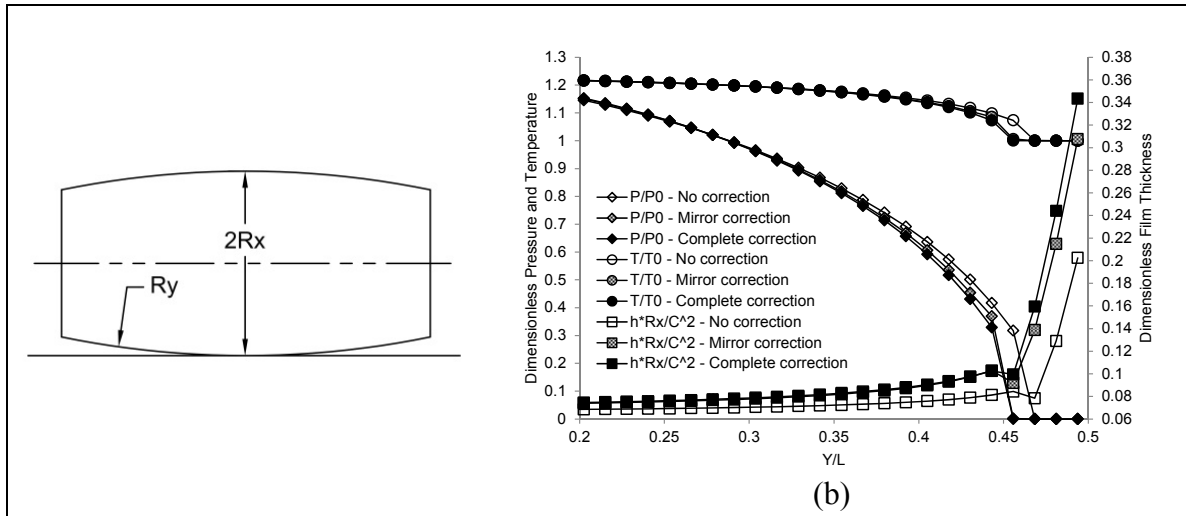 2Rx
Ry
Dimensionless Pressure and Temperature
1.3
1.2
1.1
1
0.9
0.8
0.7
0.6
0.5
0.4
0.3
0.2
0.1
0
P/P0 - No correction
P/P0 - Mirror correction
P/P0 - Complete correction
T/T0 - No correction
T/T0 - Mirror correction
T/T0 - Complete correction
h*Rx/C^2 - No correction
h*Rx/C^2 - Mirror correction
h*Rx/C^2 - Complete correction
0.38
0.36
0.34
0.32
0.3
0.28
0.26
0.24
0.22
0.2
0.18
0.16
0.14
0.12
0.1
0.08
0.06
Dimensionless Film Thickness
0.2 0.25 0.3 0.35 0.4 0.45 0.5
Y/L
(b)